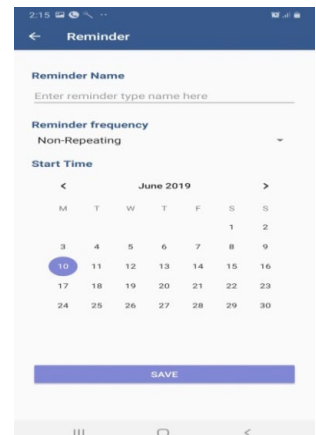 2:15
Reminder
Reminder Name
Enter reminder type name here
Reminder frequency
Non-Repeating
Start Time
< June 2019 >
M T W T F S S
1 2
3 4 5 6 7 8 9
10 11 12 13 14 15 16
17 18 19 20 21 22 23
24 25 26 27 28 29 30
SAVE